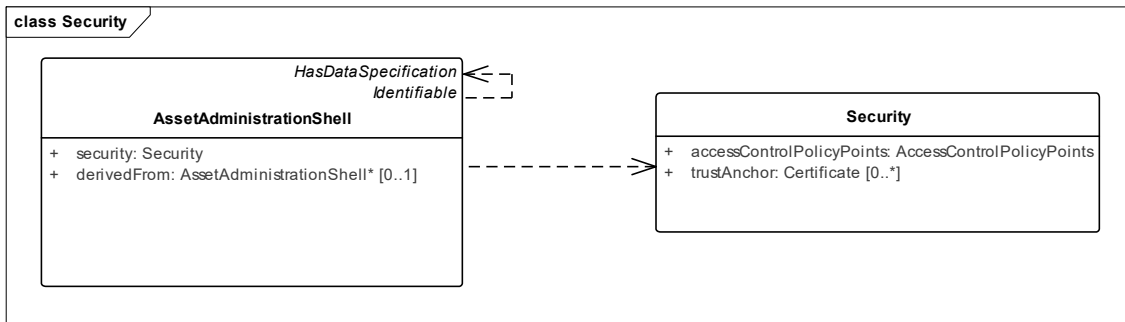 class Security
HasDataSpecification
Identifiable
AssetAdministrationShell
+ security: Security
+ derivedFrom: AssetAdministrationShell* [0..1]
Security
+ accessControlPolicyPoints: AccessControlPolicyPoints
+ trustAnchor: Certificate [0..*]